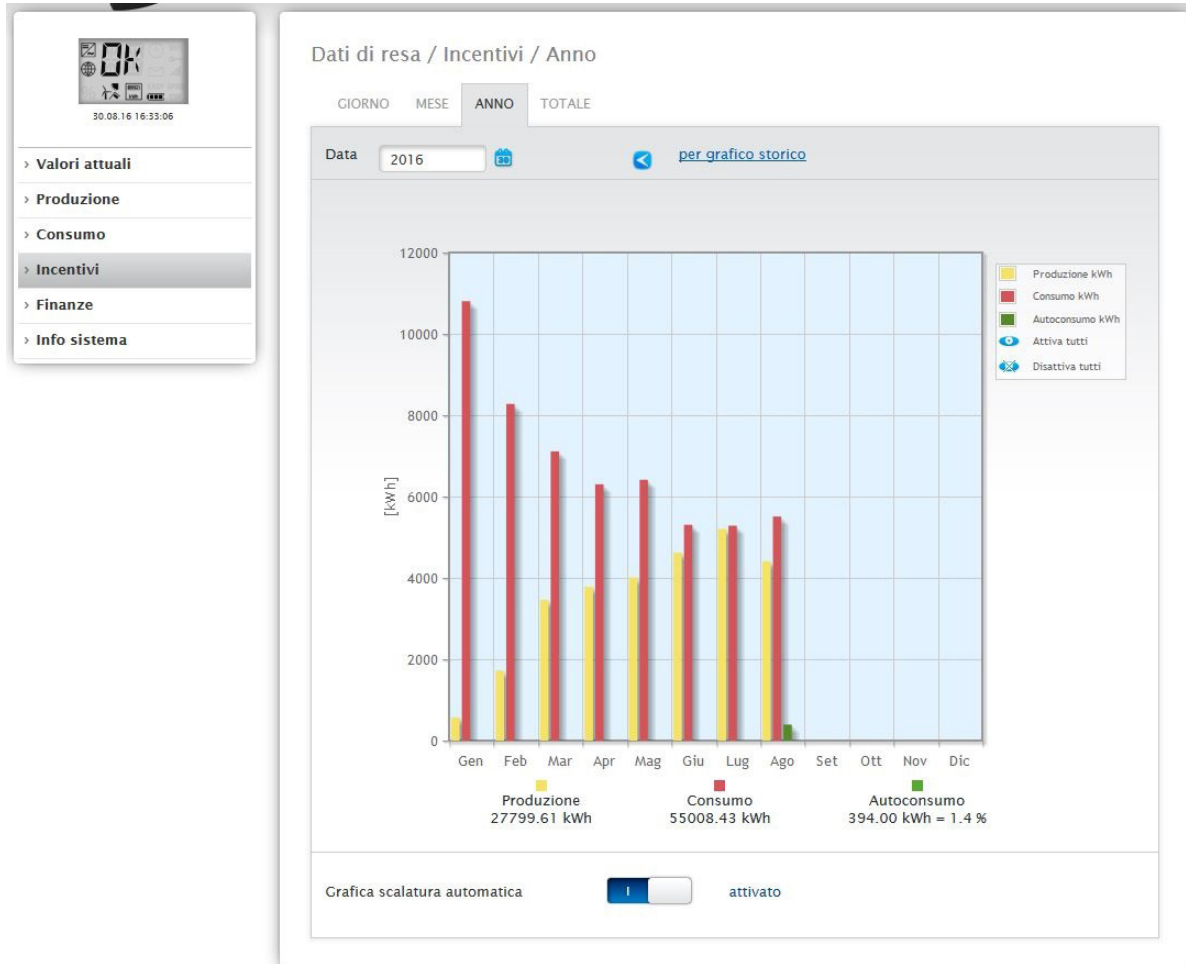 OK
30.08.16 16:33:06
Valori attuali
Produzione
Consumo
Incentivi
Finanze
Info sistema
Dati di resa / Incentivi / Anno
GIORNO MESE ANNO TOTALE
Data 2016 30 per grafico storico
12000
10000
8000
6000
4000
2000
0
[kWh]
Gen Feb Mar Apr Mag Giu Lug Ago Set Ott Nov Dic
Produzione kWh
Consumo kWh
Autoconsumo kWh
Attiva tutti
Disattiva tutti
Produzione Consumo Autoconsumo
27799.61 kWh 55008.43 kWh 394.00 kWh = 1.4 %
Grafica scalatura automatica I attivato